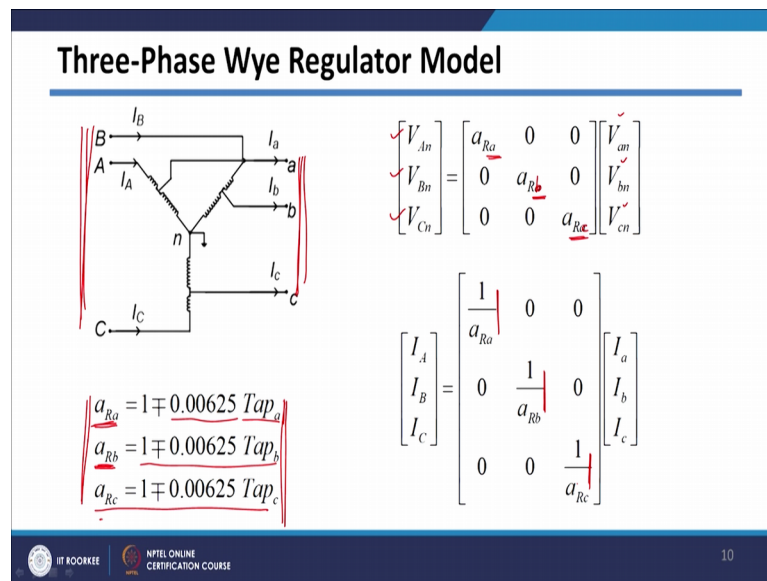 Three-Phase Wye Regulator Model
I_B
B
A
I_A
I_a
a
I_b
b
n
I_c
c
I_C
C
[V_An V_Bn V_Cn] = [a_Ra 0 0; 0 a_Rb 0; 0 0 a_Rc] [V_an V_bn V_cn]
[I_A I_B I_C] = [1/a_Ra 0 0; 0 1/a_Rb 0; 0 0 1/a_Rc] [I_a I_b I_c]
a_Ra = 1 ∓ 0.00625 Tap_a
a_Rb = 1 ∓ 0.00625 Tap_b
a_Rc = 1 ∓ 0.00625 Tap_c
IIT ROORKEE
NPTEL ONLINE
CERTIFICATION COURSE
10